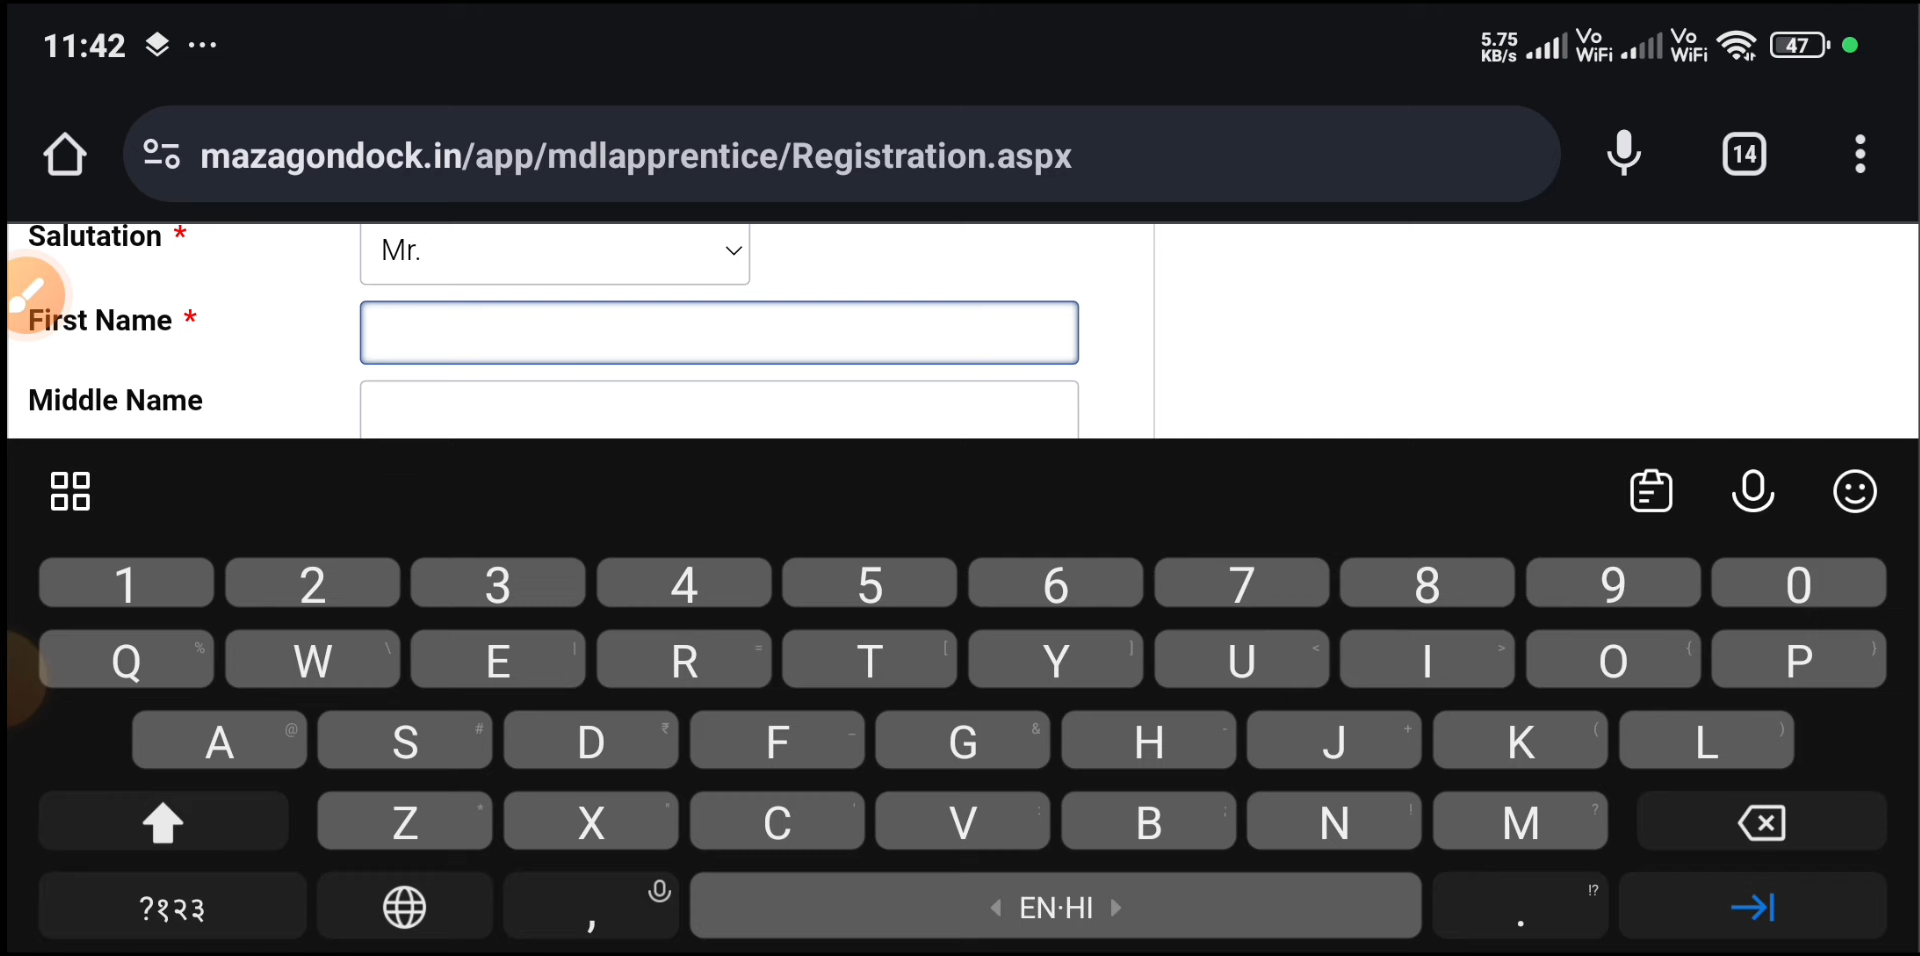 11:42 ...
5.75 KB/s Vo WiFi Vo WiFi 47
mazagondock.in/app/mdlapprentice/Registration.aspx 14
Salutation * Mr.
First Name *
Middle Name
1 2 3 4 5 6 7 8 9 0
Q % W \ E | R = T [ Y ] U < I > O { P }
A @ S # D ₹ F _ G & H - J + K ( L )
Z * X " C ' V : B ; N ! M ?
?१२३ , EN·HI . !?